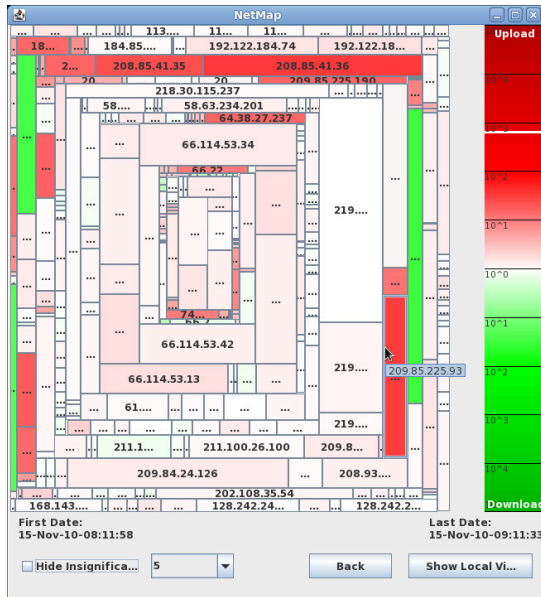 NetMap
... ... ... 113.... ... 11... ... ... ...
18... ... 184.85.... ... 192.122.184.74 192.122.18...
2... 208.85.41.35 208.85.41.36
20 20 209.85.225.190
218.30.115.237
58.... 58.63.234.201
64.38.27.237
66.114.53.34
66.22
219....
74...
66.114.53.42
66.114.53.13
219....
61....
219....
211.1... 211.100.26.100 209.8...
209.84.24.126 ... 208.93....
202.108.35.54
168.143.... 128.242.24... 128.242.2...
209.85.225.93
Upload
10^2
10^1
10^0
10^1
10^2
10^3
10^4
Download
First Date:
15-Nov-10-08:11:58
Last Date:
15-Nov-10-09:11:33
Hide Insignifica...
5
Back
Show Local Vi...